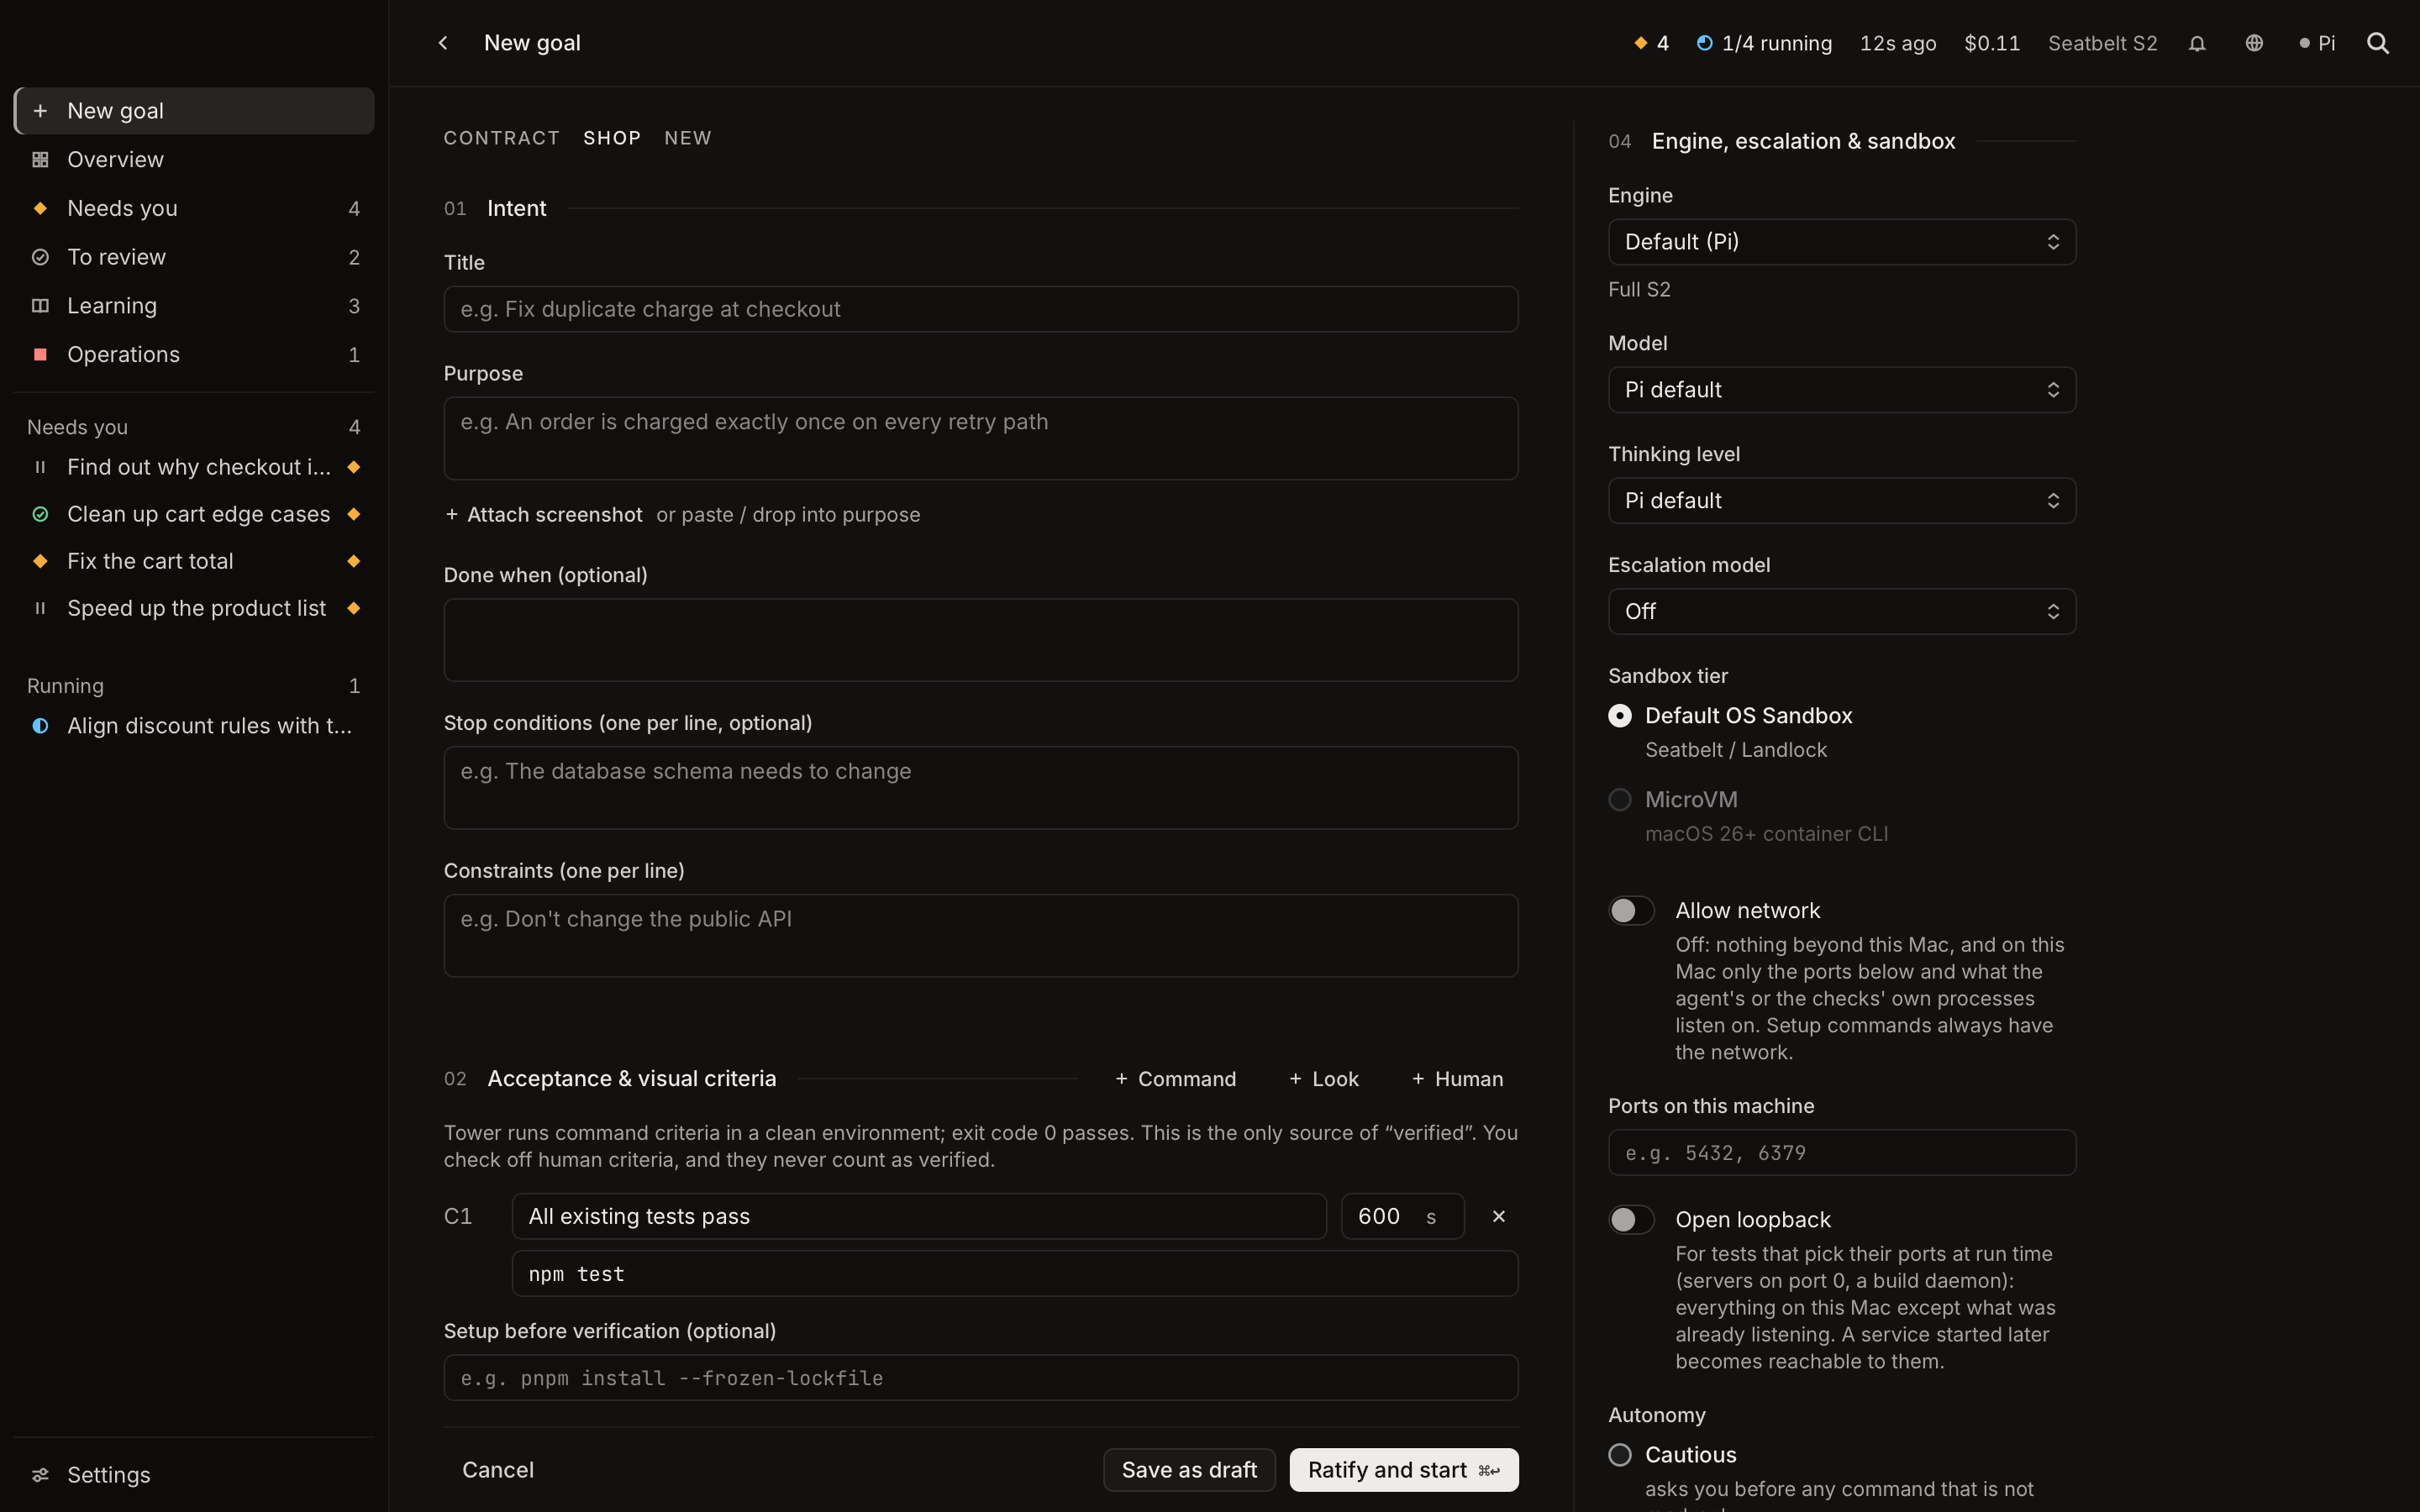 New goal
4
1/4 running
12s ago
$0.11
Seatbelt S2
Pi
New goal
Overview
Needs you 4
To review 2
Learning 3
Operations 1
Needs you 4
Find out why checkout i...
Clean up cart edge cases
Fix the cart total
Speed up the product list
Running 1
Align discount rules with t...
Settings
CONTRACT SHOP NEW
01 Intent
Title
e.g. Fix duplicate charge at checkout
Purpose
e.g. An order is charged exactly once on every retry path
+ Attach screenshot or paste / drop into purpose
Done when (optional)
Stop conditions (one per line, optional)
e.g. The database schema needs to change
Constraints (one per line)
e.g. Don't change the public API
02 Acceptance & visual criteria + Command + Look + Human
Tower runs command criteria in a clean environment; exit code 0 passes. This is the only source of “verified”. You
check off human criteria, and they never count as verified.
C1 All existing tests pass 600 s ×
npm test
Setup before verification (optional)
e.g. pnpm install --frozen-lockfile
Cancel Save as draft Ratify and start ⌘↩
04 Engine, escalation & sandbox
Engine
Default (Pi)
Full S2
Model
Pi default
Thinking level
Pi default
Escalation model
Off
Sandbox tier
Default OS Sandbox
Seatbelt / Landlock
MicroVM
macOS 26+ container CLI
Allow network
Off: nothing beyond this Mac, and on this
Mac only the ports below and what the
agent's or the checks' own processes
listen on. Setup commands always have
the network.
Ports on this machine
e.g. 5432, 6379
Open loopback
For tests that pick their ports at run time
(servers on port 0, a build daemon):
everything on this Mac except what was
already listening. A service started later
becomes reachable to them.
Autonomy
Cautious
asks you before any command that is not